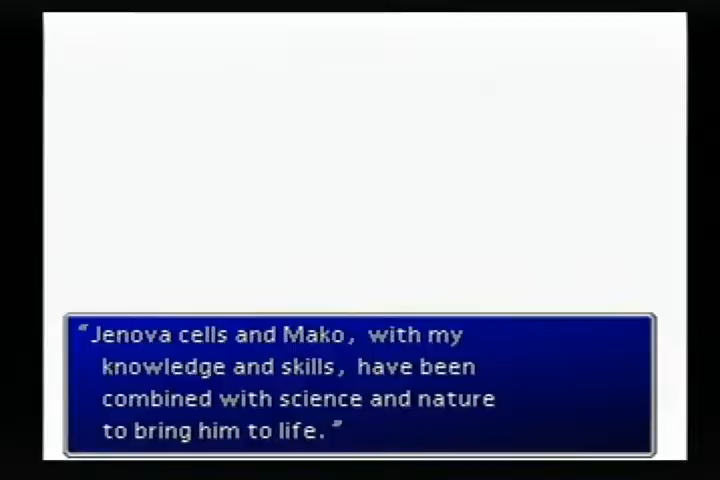 “Jenova cells and Mako, with my
knowledge and skills, have been
combined with science and nature
to bring him to life.”